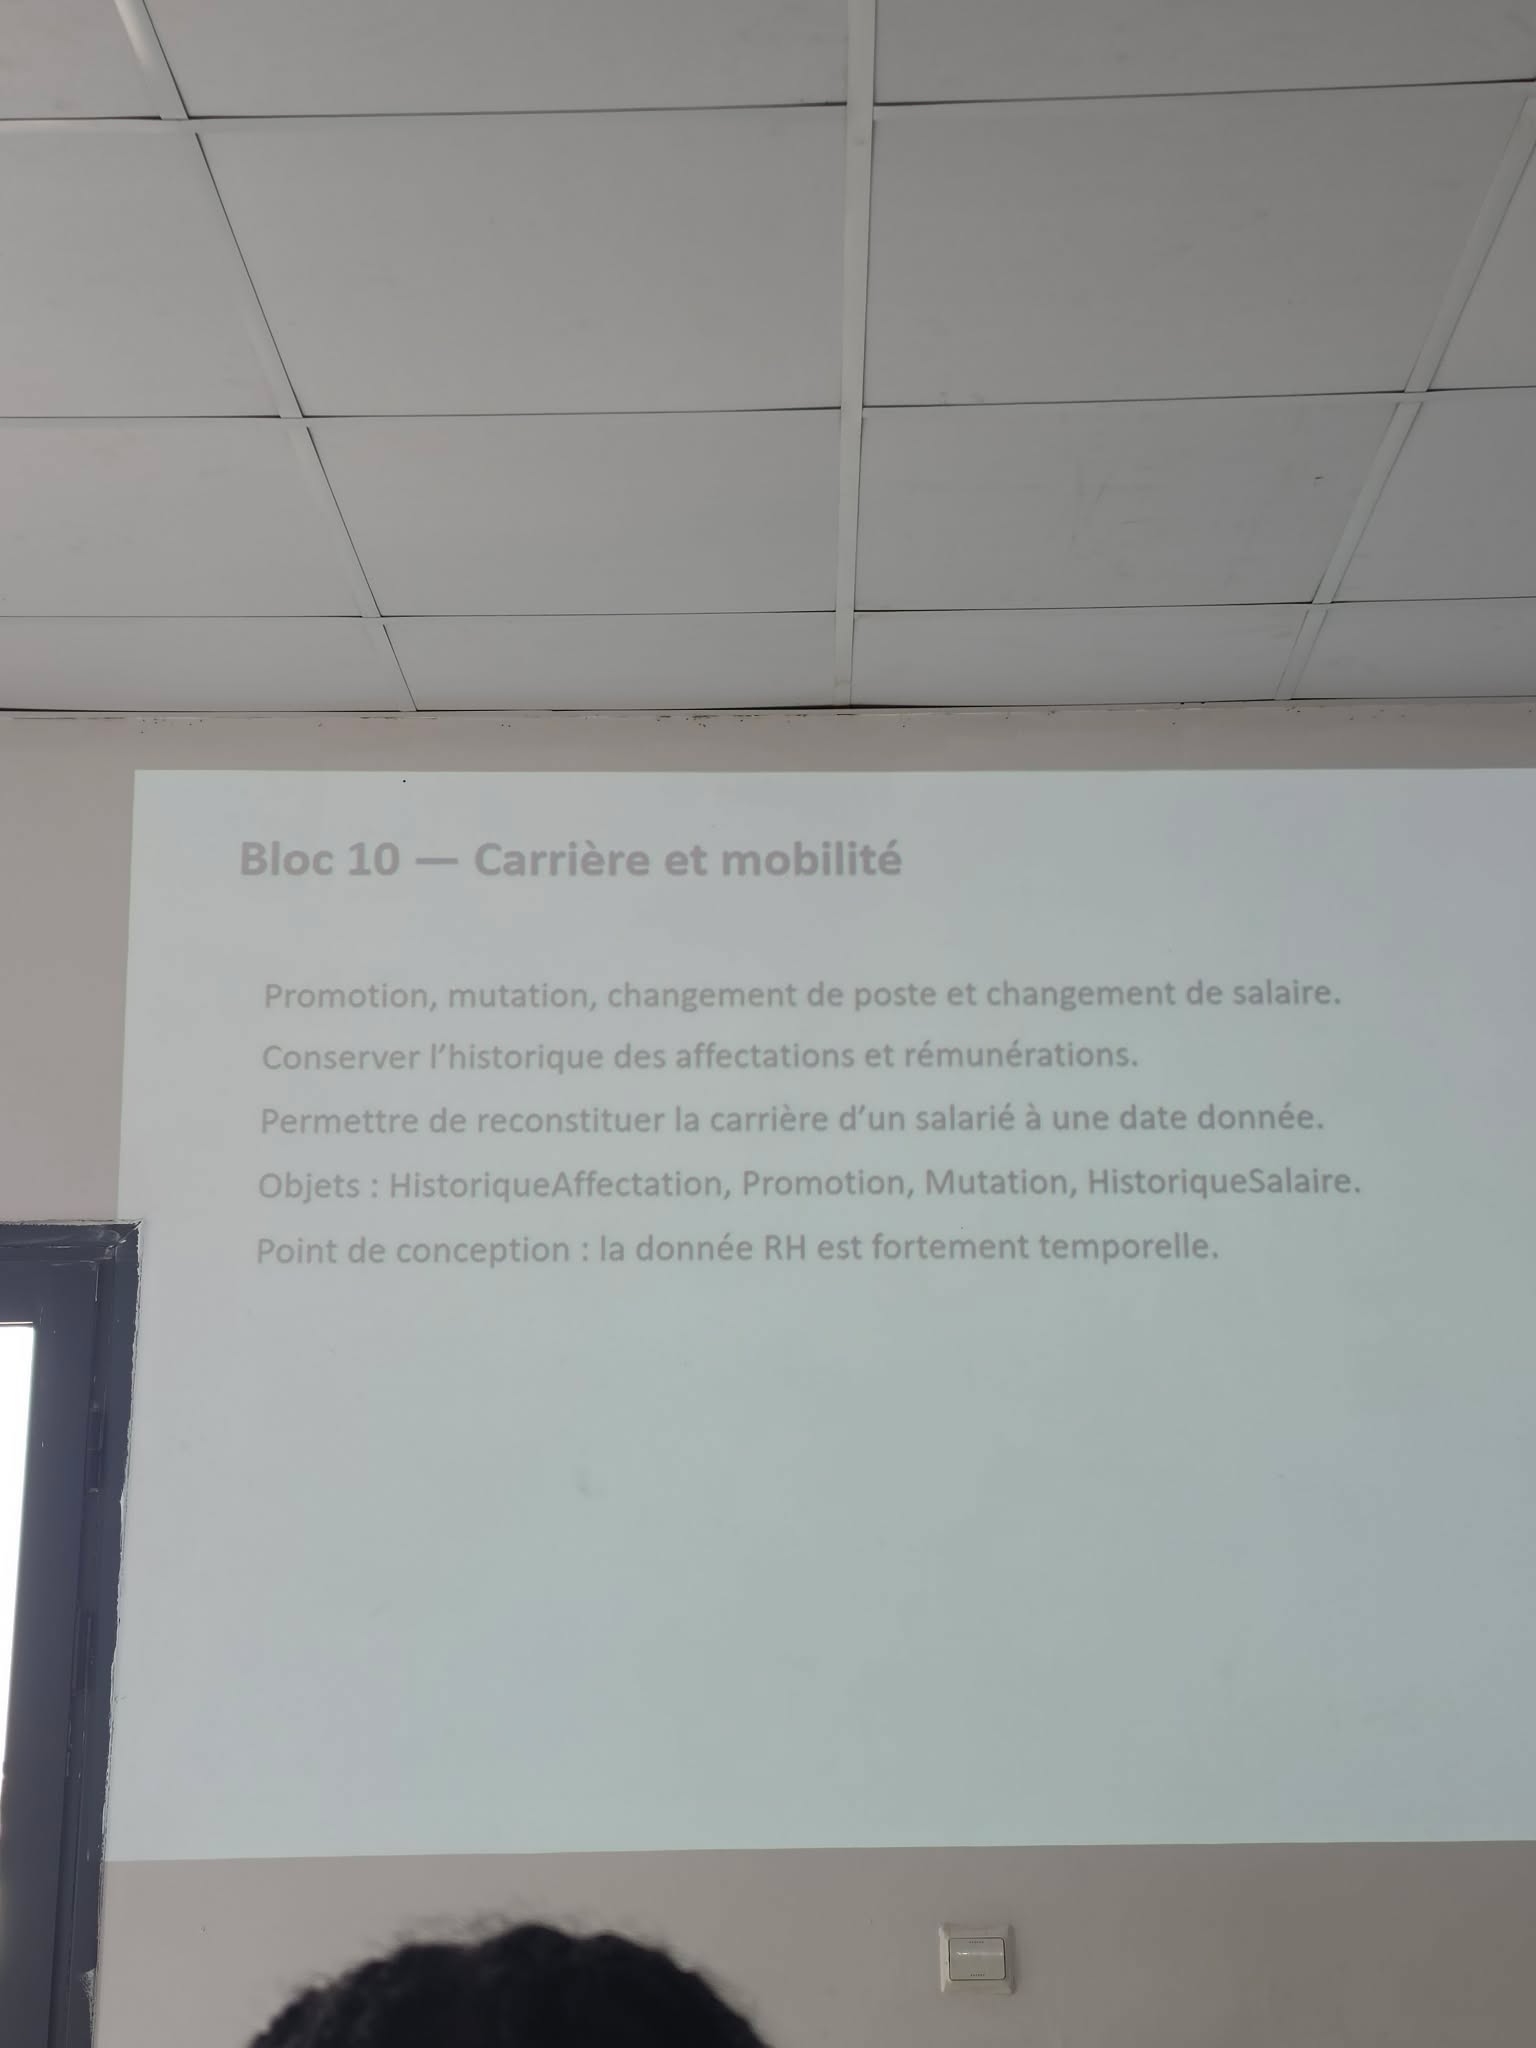 Bloc 10 — Carrière et mobilité
Promotion, mutation, changement de poste et changement de salaire.
Conserver l’historique des affectations et rémunérations.
Permettre de reconstituer la carrière d’un salarié à une date donnée.
Objets : HistoriqueAffectation, Promotion, Mutation, HistoriqueSalaire.
Point de conception : la donnée RH est fortement temporelle.